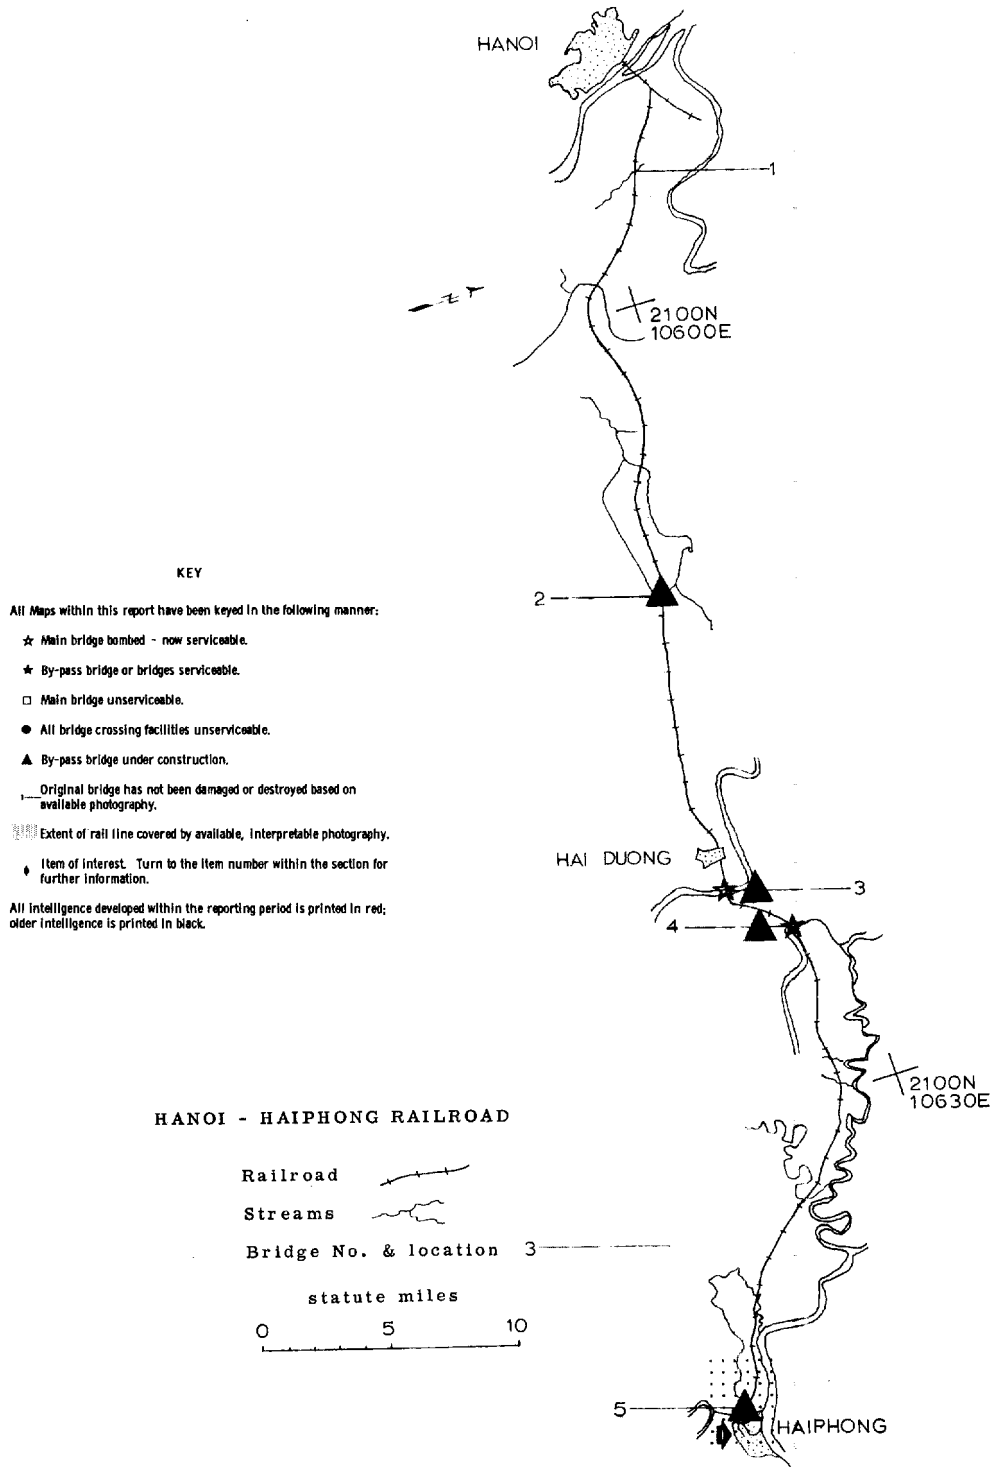 HANOI
1
N
2100N
10600E
2
KEY
All Maps within this report have been keyed in the following manner:
Main bridge bombed - now serviceable.
By-pass bridge or bridges serviceable.
Main bridge unserviceable.
All bridge crossing facilities unserviceable.
By-pass bridge under construction.
Original bridge has not been damaged or destroyed based on
available photography.
Extent of rail line covered by available, interpretable photography.
Item of interest. Turn to the item number within the section for
further information.
All intelligence developed within the reporting period is printed in red;
older intelligence is printed in black.
HAI DUONG
3
4
2100N
10630E
HANOI - HAIPHONG RAILROAD
Railroad
Streams
Bridge No. & location 3
statute miles
0 5 10
5
HAIPHONG